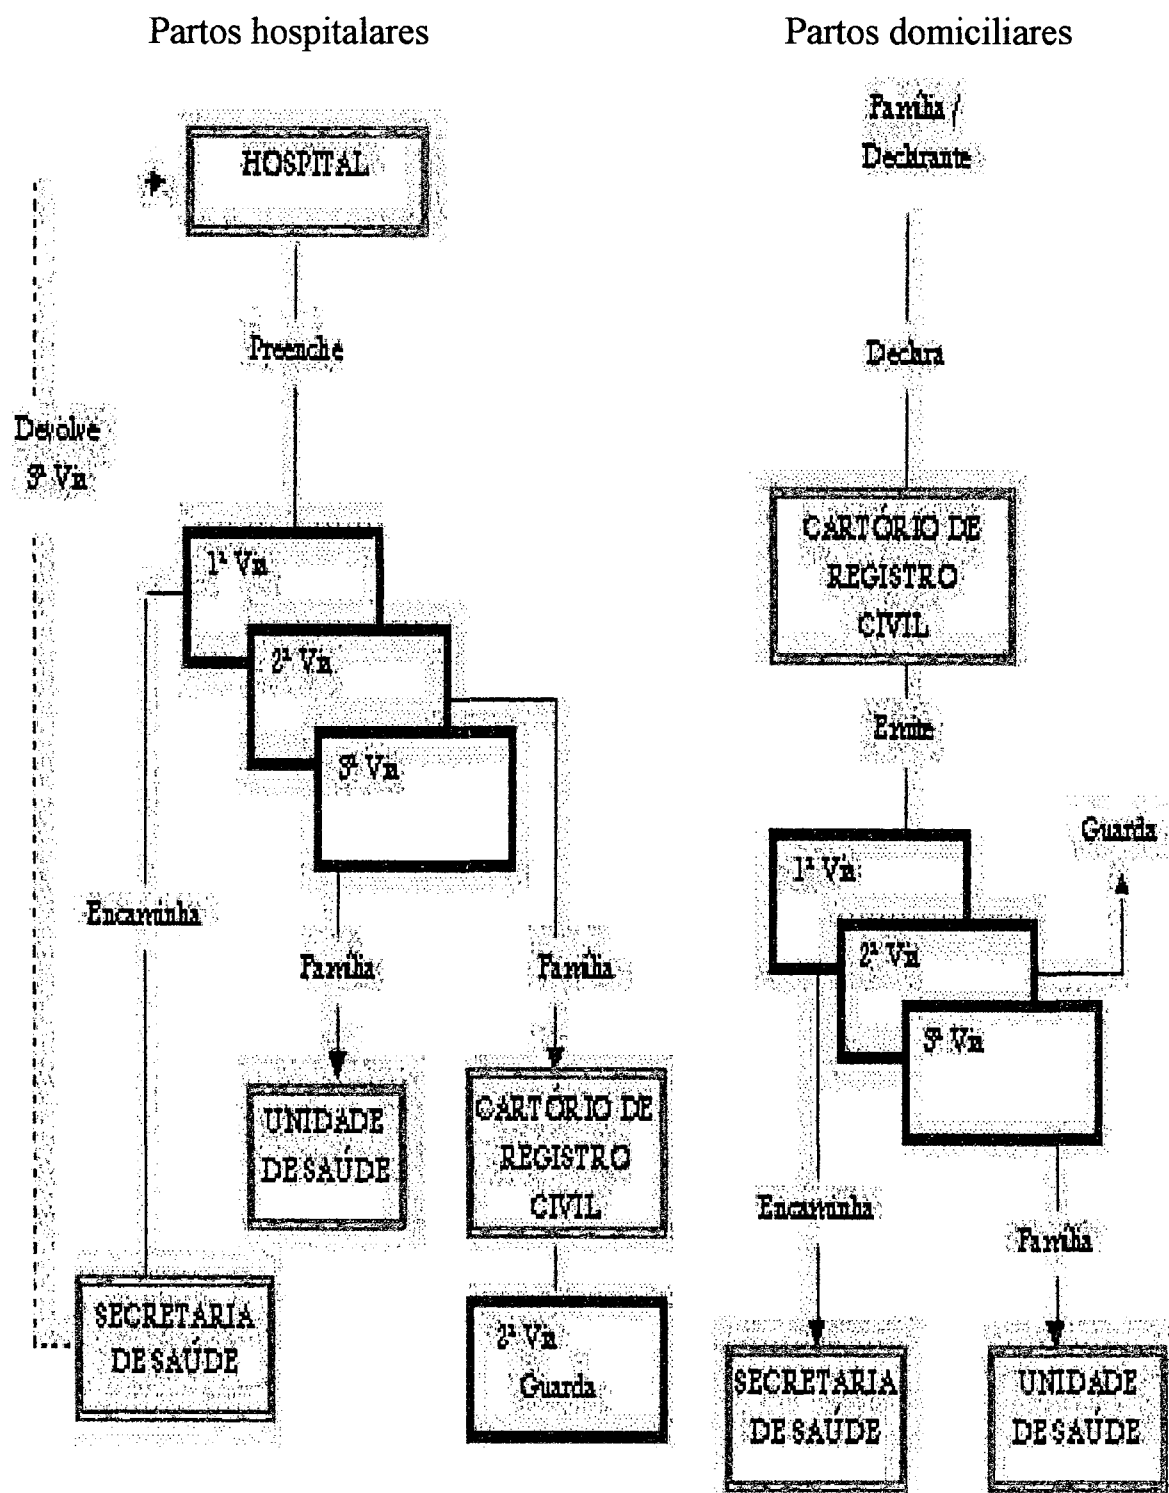 Partos hospitalares
HOSPITAL
Preenche
Devolve
3ª Via
1ª Via
2ª Via
3ª Via
Encaminha
Família
Família
UNIDADE
DE SAÚDE
CARTÓRIO DE
REGISTRO
CIVIL
SECRETARIA
DE SAÚDE
2ª Via
Guarda
Partos domiciliares
Família /
Declarante
Declara
CARTÓRIO DE
REGISTRO
CIVIL
Emite
Guarda
1ª Via
2ª Via
3ª Via
Encaminha
Família
SECRETARIA
DE SAÚDE
UNIDADE
DE SAÚDE